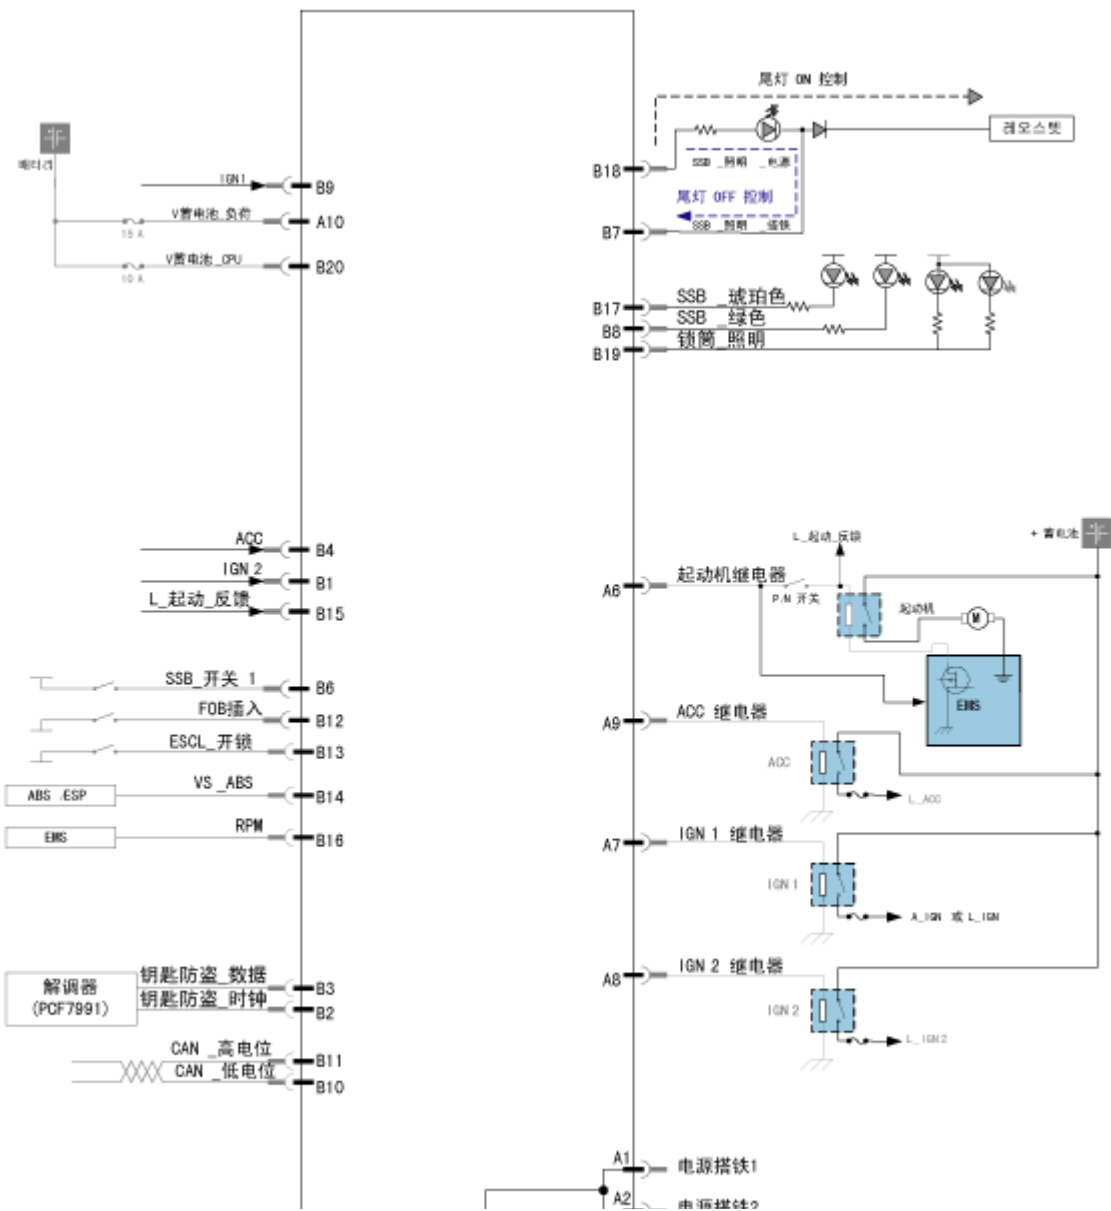 尾灯 ON 控制
레오스텟
배터리
SSB _照明 _电源
IGN1
B18
B9
尾灯 OFF 控制
V蓄电池_负荷
A10
15 A
SSB _照明 _搭铁
B7
V蓄电池_CPU
B20
10 A
SSB _琥珀色
B17
SSB _绿色
B8
锁筒_照明
B19
L_起动_反馈
+ 蓄电池
ACC
B4
IGN 2
B1
起动机继电器
A6
P/N 开关
L_起动_反馈
B15
起动机
M
SSB_开关 1
B6
EMS
FOB插入
B12
ACC 继电器
A9
ESCL_开锁
B13
ACC
VS _ABS
ABS /ESP
B14
L_ACC
RPM
EMS
B16
IGN 1 继电器
A7
IGN 1
A_IGN 或 L_IGN
钥匙防盗_数据
B3
解调器
(PCF7991)
钥匙防盗_时钟
B2
IGN 2 继电器
A8
IGN 2
L_IGN2
CAN _高电位
B11
CAN _低电位
B10
A1
电源搭铁1
A2
电源搭铁2